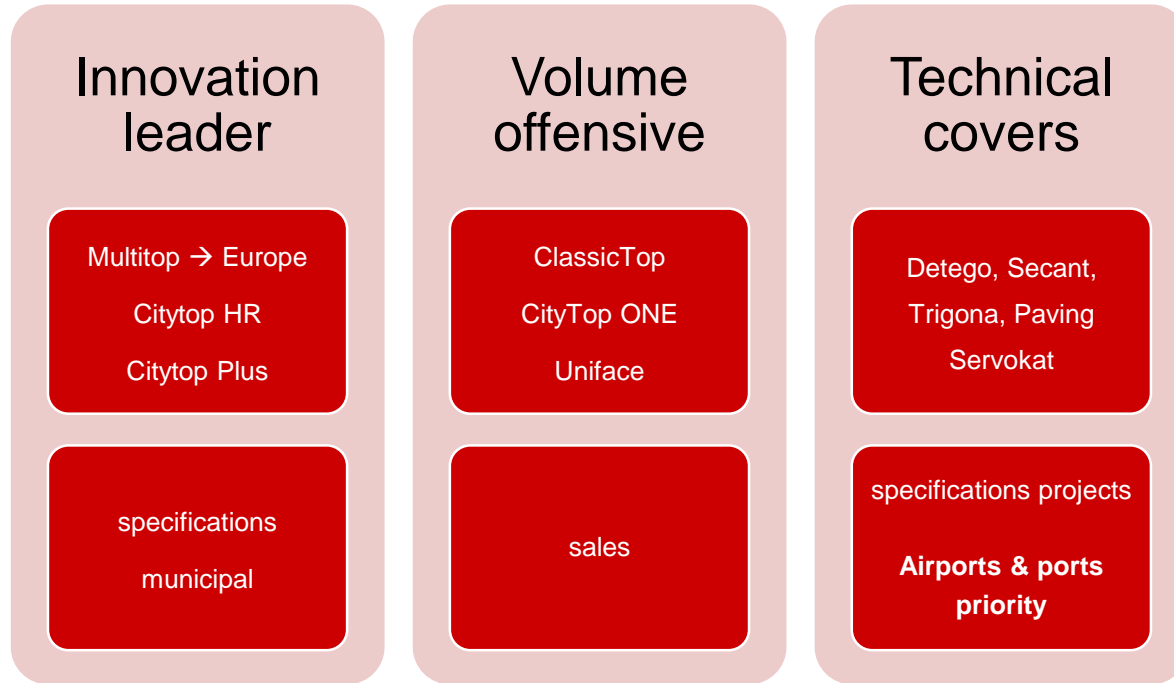 Innovation
leader
Multitop → Europe
Citytop HR
Citytop Plus
specifications
municipal
Volume
offensive
ClassicTop
CityTop ONE
Uniface
sales
Technical
covers
Detego, Secant,
Trigona, Paving
Servokat
specifications projects
Airports & ports
priority